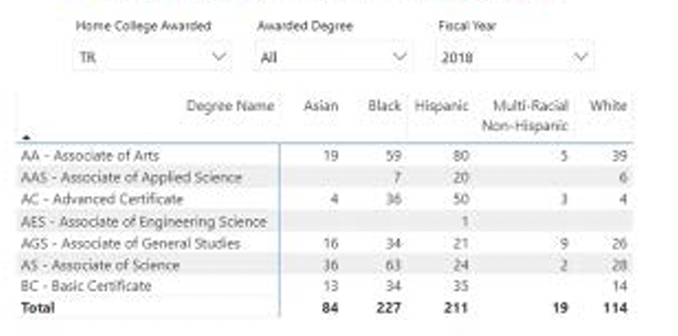 Home College Awarded Awarded Degree Fiscal Year
TR All 2018
Degree Name Asian Black Hispanic Multi-Racial White
Non-Hispanic
AA - Associate of Arts 19 59 80 5 39
AAS - Associate of Applied Science 7 20 6
AC - Advanced Certificate 4 36 50 3 4
AES - Associate of Engineering Science 1
AGS - Associate of General Studies 16 34 21 9 26
AS - Associate of Science 36 63 24 2 28
BC - Basic Certificate 13 34 35 14
Total 84 227 211 19 114